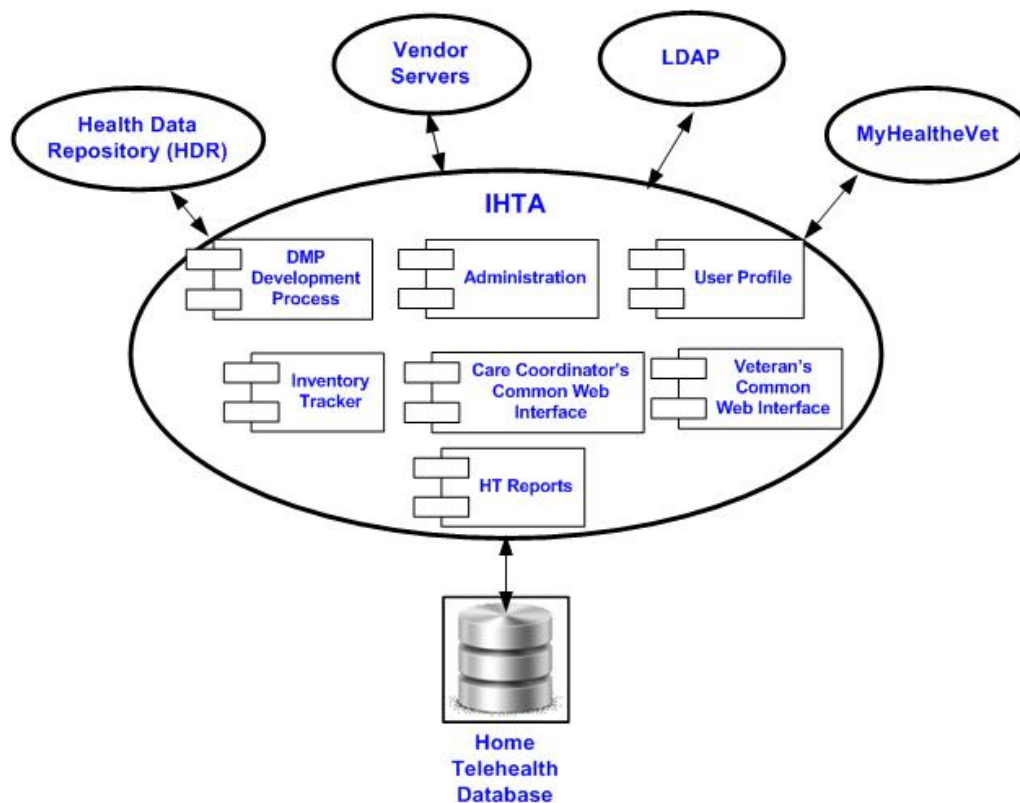 Vendor
Servers
LDAP
Health Data
Repository (HDR)
MyHealtheVet
IHTA
DMP
Development
Process
Administration
User Profile
Inventory
Tracker
Care Coordinator's
Common Web
Interface
Veteran's
Common
Web Interface
HT Reports
Home
Telehealth
Database